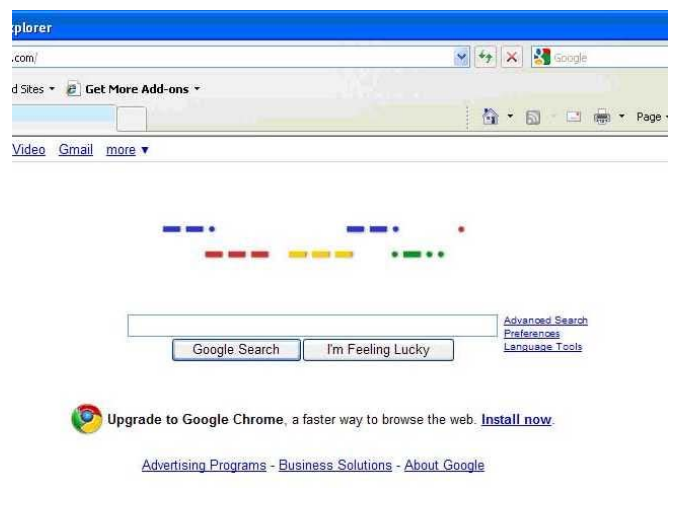 xplorer
.com/
Google
d Sites Get More Add-ons
Page
Video Gmail more ▼
▬ ▬ • ▬ ▬ • •
▬ ▬ ▬ ▬ ▬ ▬ • ▬ • •
Advanced Search
Preferences
Language Tools
Google Search I'm Feeling Lucky
Upgrade to Google Chrome, a faster way to browse the web. Install now.
Advertising Programs - Business Solutions - About Google